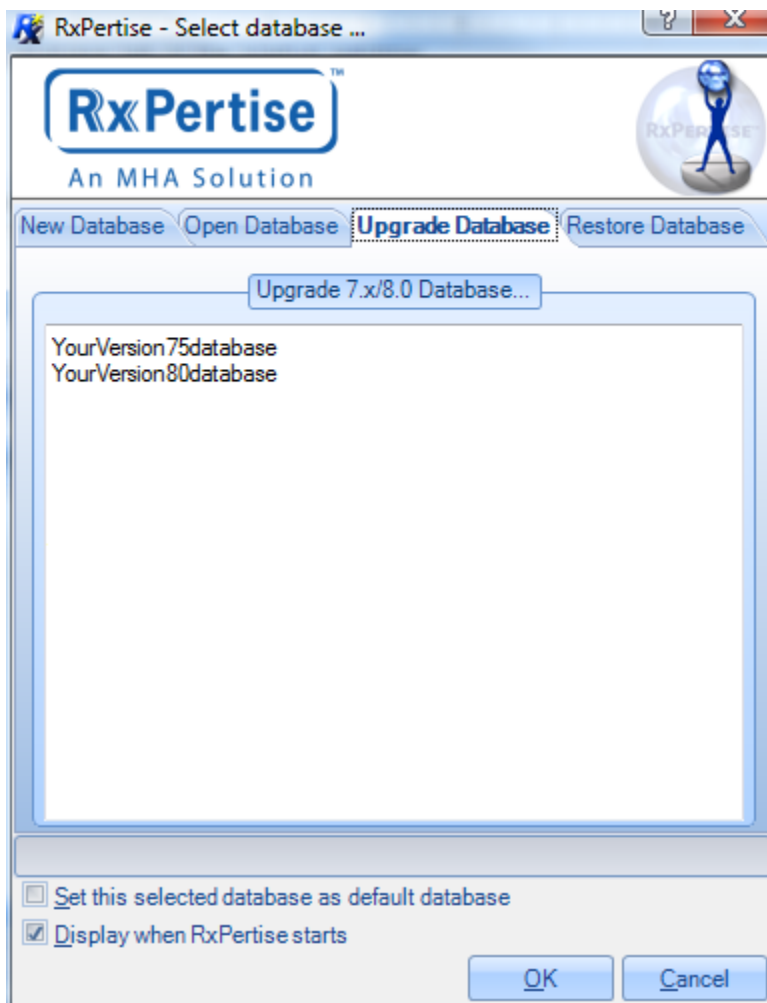 RxPertise - Select database ...
RxPertise™
An MHA Solution
RXPERTISE
New Database Open Database Upgrade Database Restore Database
Upgrade 7.x/8.0 Database...
YourVersion75database
YourVersion80database
Set this selected database as default database
Display when RxPertise starts
OK Cancel